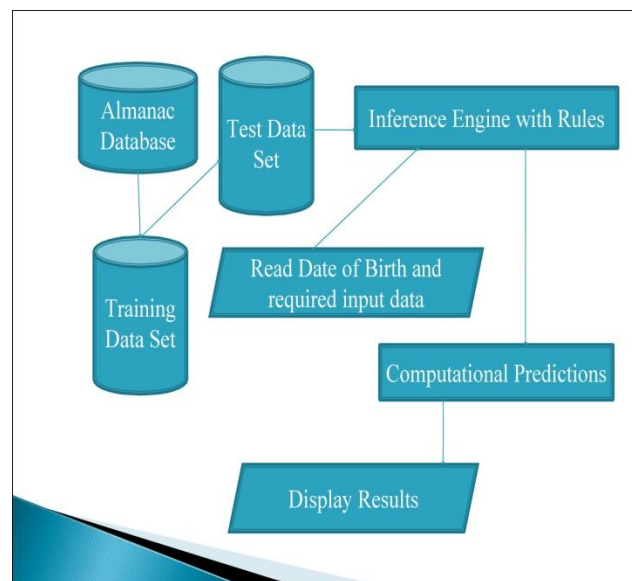 Almanac
Database
Test Data
Set
Inference Engine with Rules
Read Date of Birth and
required input data
Training
Data Set
Computational Predictions
Display Results